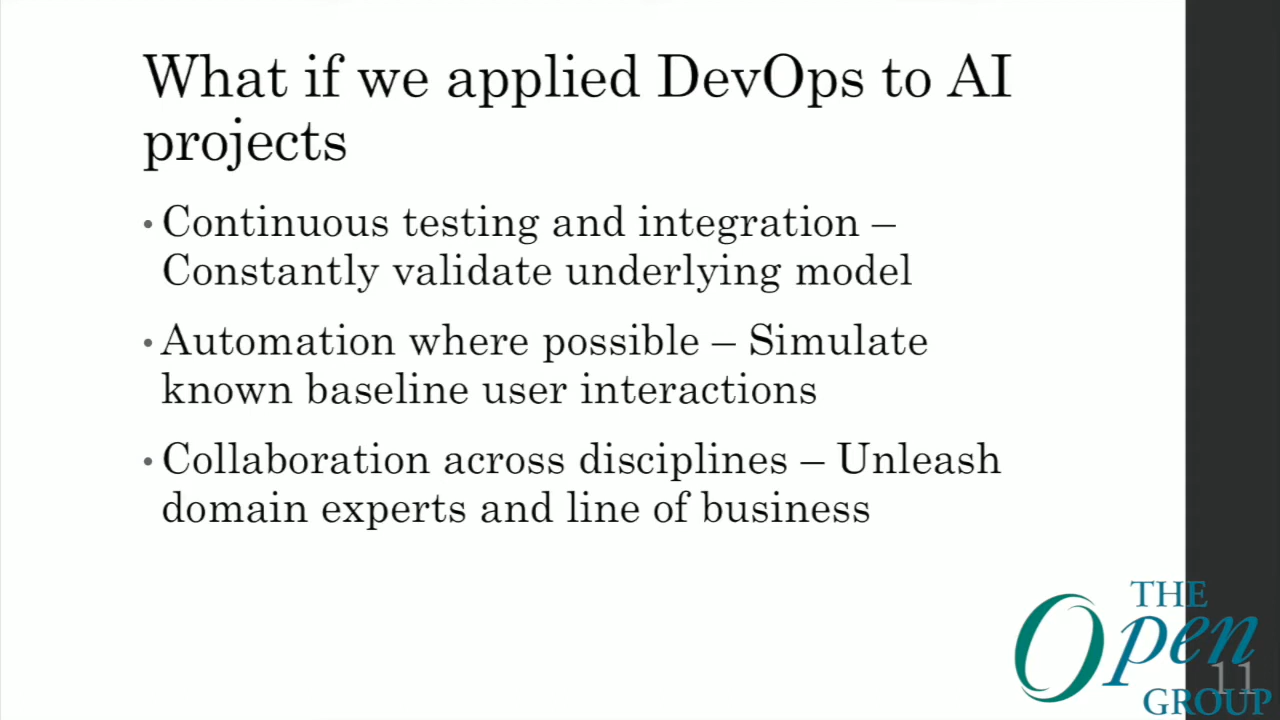 What if we applied DevOps to AI
projects
• Continuous testing and integration –
Constantly validate underlying model
• Automation where possible – Simulate
known baseline user interactions
• Collaboration across disciplines – Unleash
domain experts and line of business
THE
Open
GROUP
11